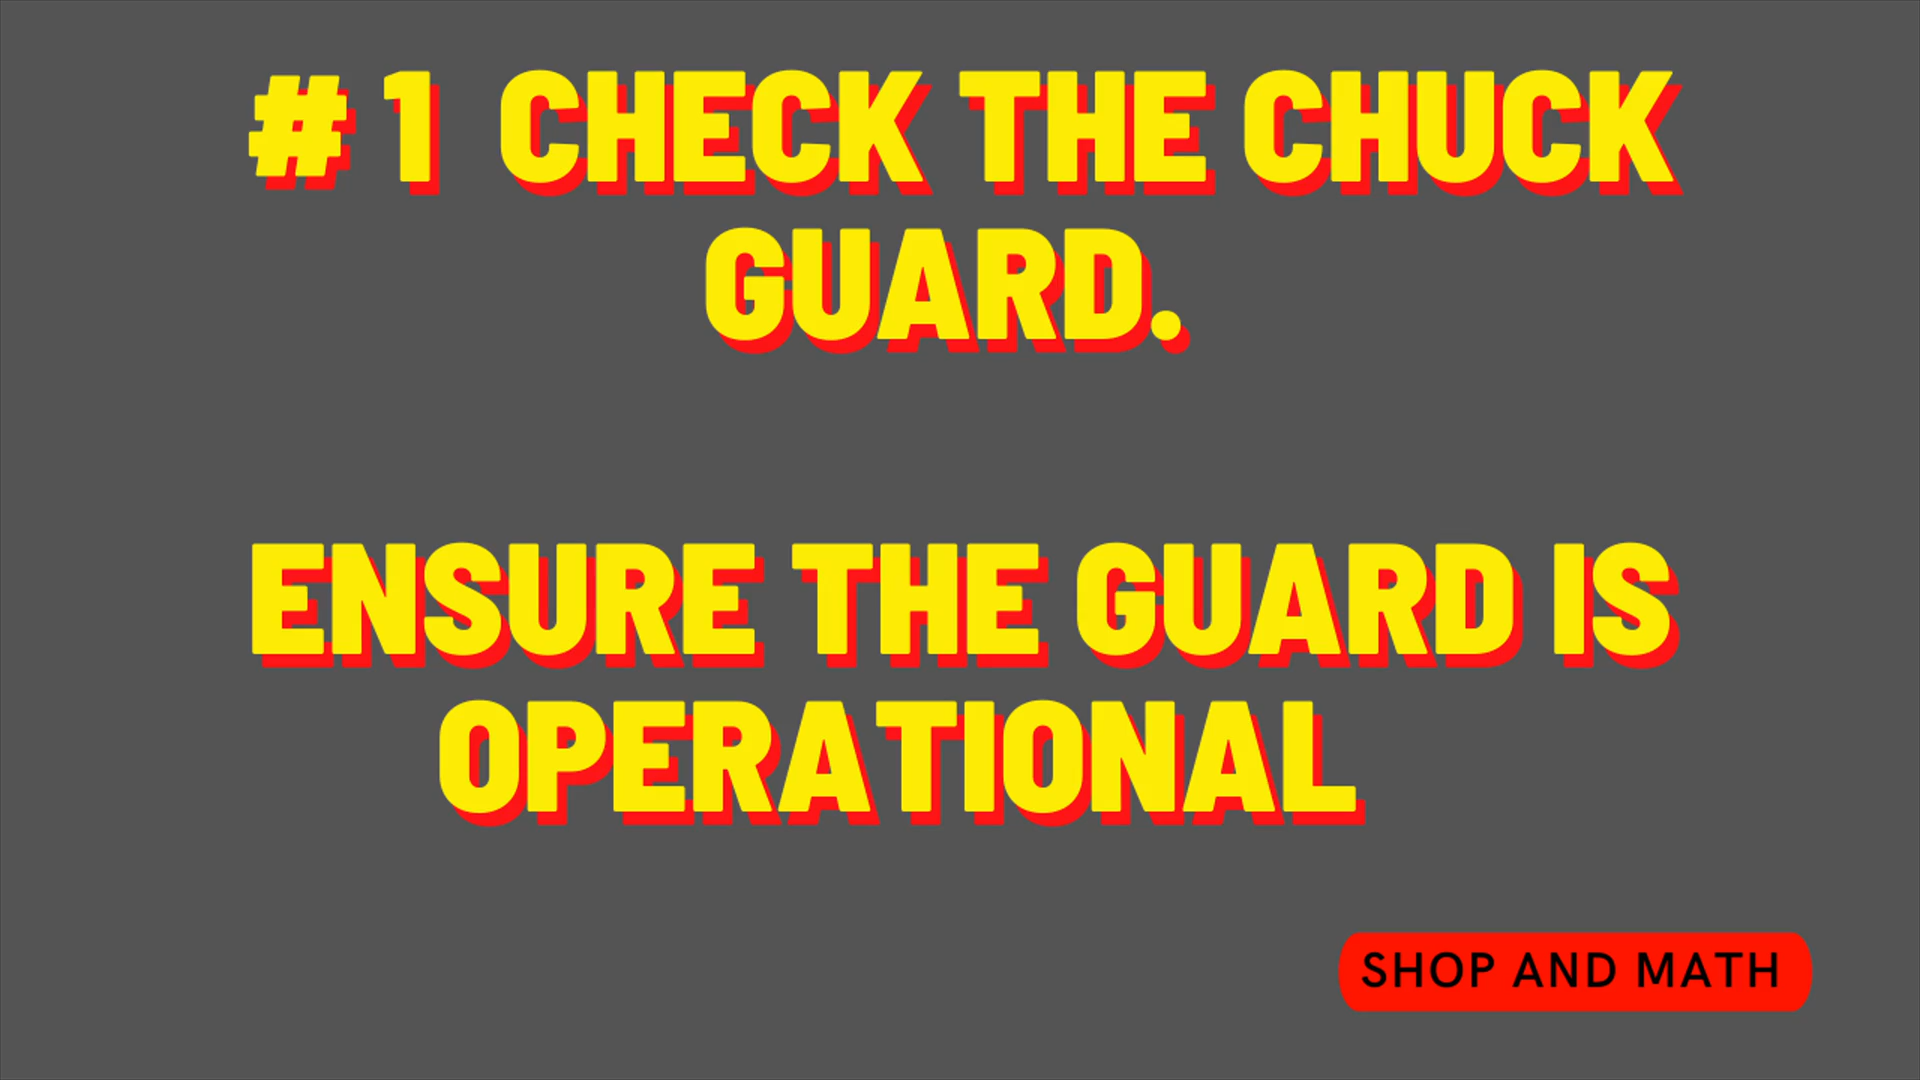 #1 CHECK THE CHUCK
GUARD.
ENSURE THE GUARD IS
OPERATIONAL
SHOP AND MATH